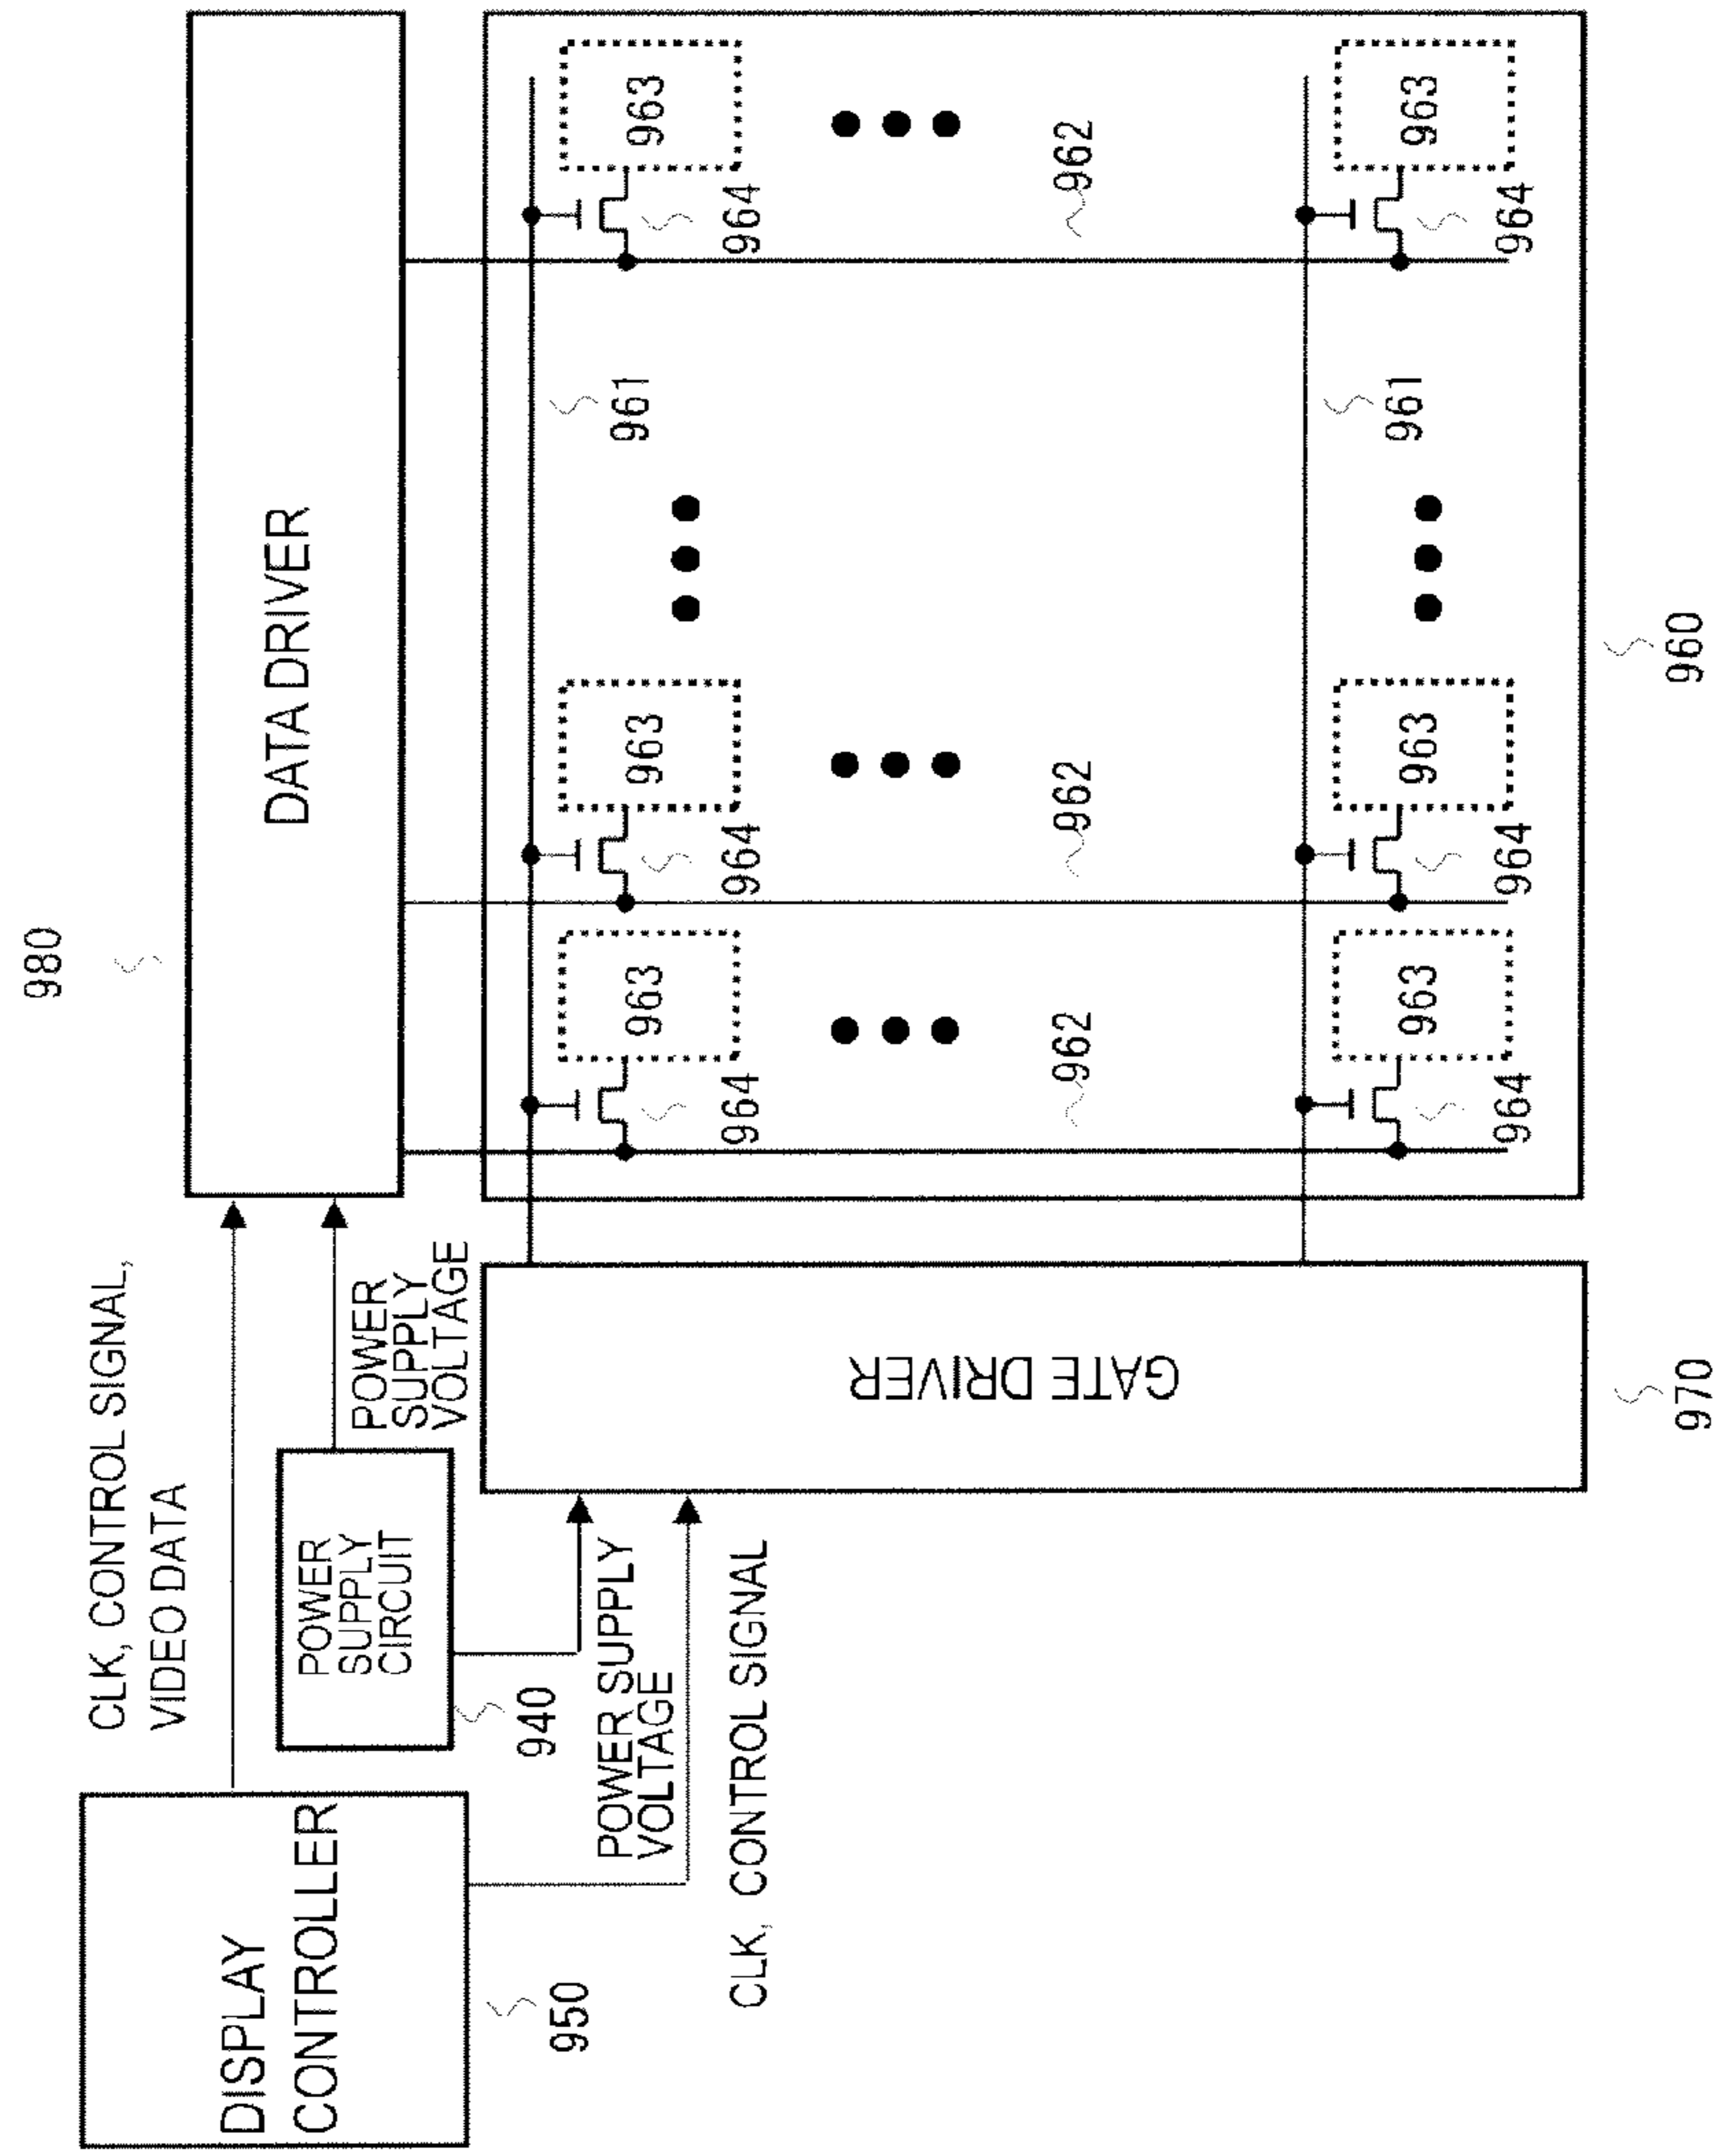 980
DATA DRIVER
CLK, CONTROL SIGNAL,
VIDEO DATA
POWER
SUPPLY
VOLTAGE
DISPLAY
CONTROLLER
950
POWER
SUPPLY
CIRCUIT
940
POWER SUPPLY
VOLTAGE
CLK, CONTROL SIGNAL
GATE DRIVER
970
963
963
963
964
964
964
961
962
962
962
961
963
963
963
964
964
964
960